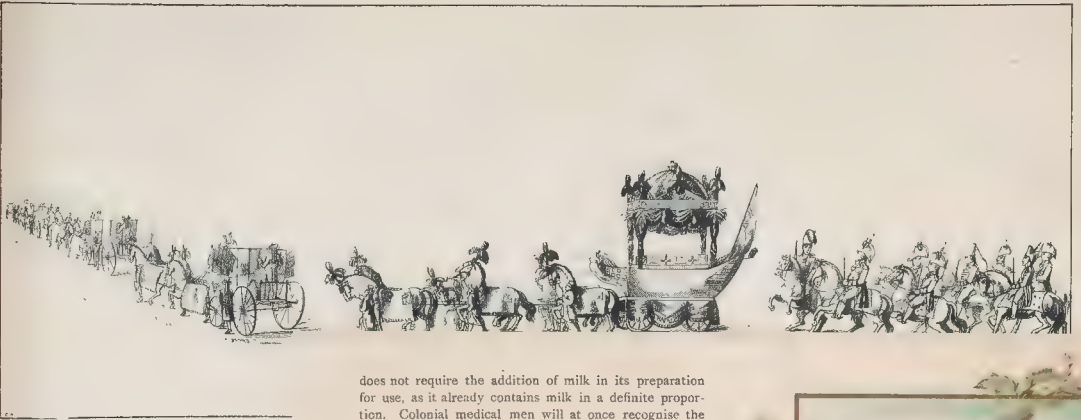 does not require the addition of milk in its preparation
for use, as it already contains milk in a definite propor-
tion. Colonial medical men will at once recognise the